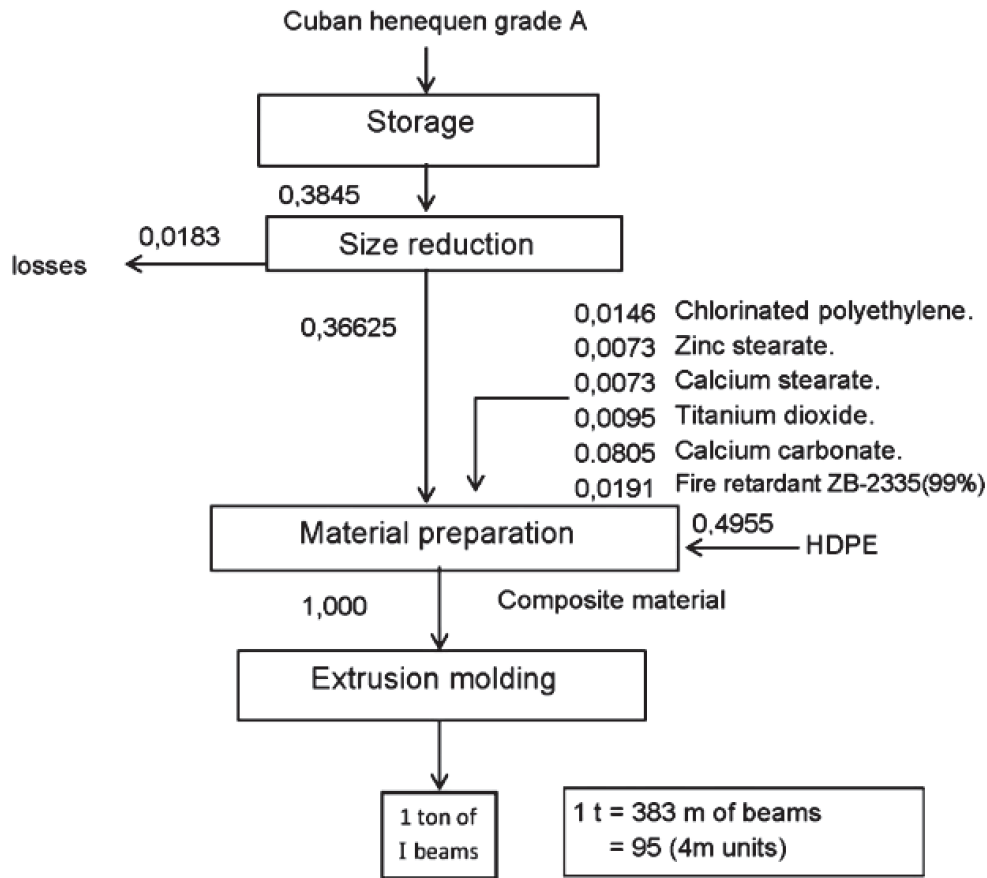 Cuban henequen grade A
Storage
0,3845
0,0183
Size reduction
losses
0,36625
0,0146 Chlorinated polyethylene.
0,0073 Zinc stearate.
0,0073 Calcium stearate.
0,0095 Titanium dioxide.
0.0805 Calcium carbonate.
0,0191 Fire retardant ZB-2335(99%)
Material preparation
0,4955
HDPE
1,000
Composite material
Extrusion molding
1 ton of
I beams
1 t = 383 m of beams
= 95 (4m units)